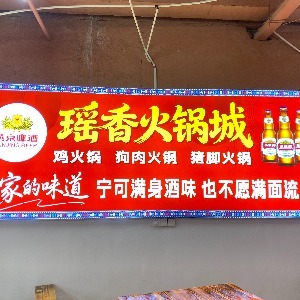 燕京啤酒
瑶香火锅城
鸡火锅 狗肉火锅 猪脚火锅
家的味道 宁可满身酒味 也不愿满面流